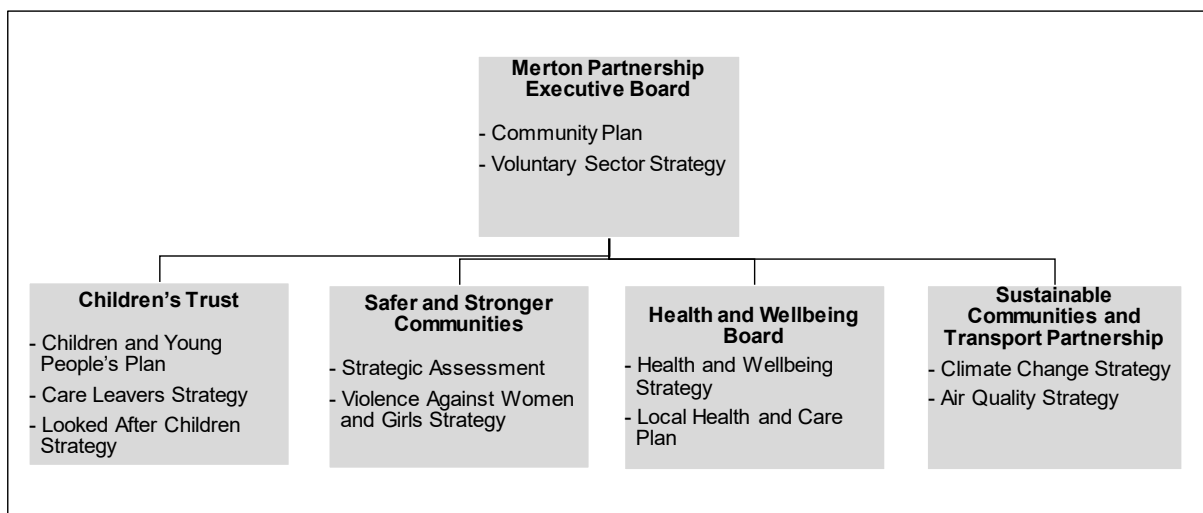 Merton Partnership
Executive Board
- Community Plan
- Voluntary Sector Strategy
Children’s Trust
- Children and Young
People’s Plan
- Care Leavers Strategy
- Looked After Children
Strategy
Safer and Stronger
Communities
- Strategic Assessment
- Violence Against Women
and Girls Strategy
Health and Wellbeing
Board
- Health and Wellbeing
Strategy
- Local Health and Care
Plan
Sustainable
Communities and
Transport Partnership
- Climate Change Strategy
- Air Quality Strategy